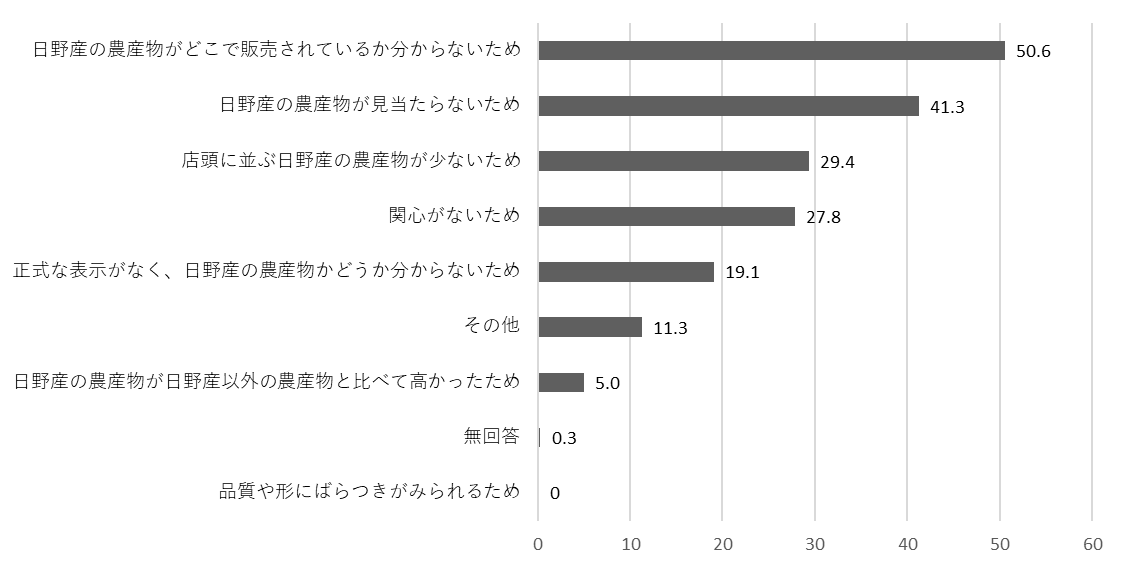 日野産の農産物がどこで販売されているか分からないため 50.6
日野産の農産物が見当たらないため 41.3
店頭に並ぶ日野産の農産物が少ないため 29.4
関心がないため 27.8
正式な表示がなく、日野産の農産物かどうか分からないため 19.1
その他 11.3
日野産の農産物が日野産以外の農産物と比べて高かったため 5.0
無回答 0.3
品質や形にばらつきがみられるため 0
0 10 20 30 40 50 60